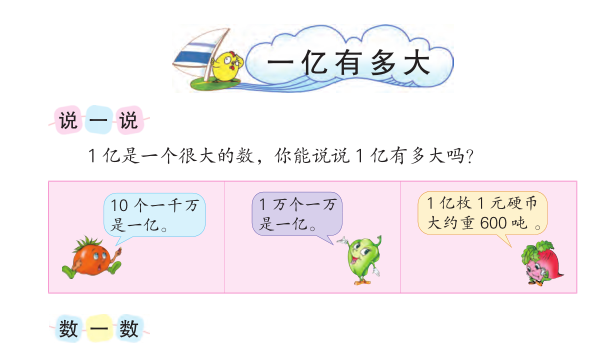 一亿有多大
说一说
1亿是一个很大的数，你能说说1亿有多大吗？
10个一千万
是一亿。
1万个一万
是一亿。
1亿枚1元硬币
大约重600吨。
数一数